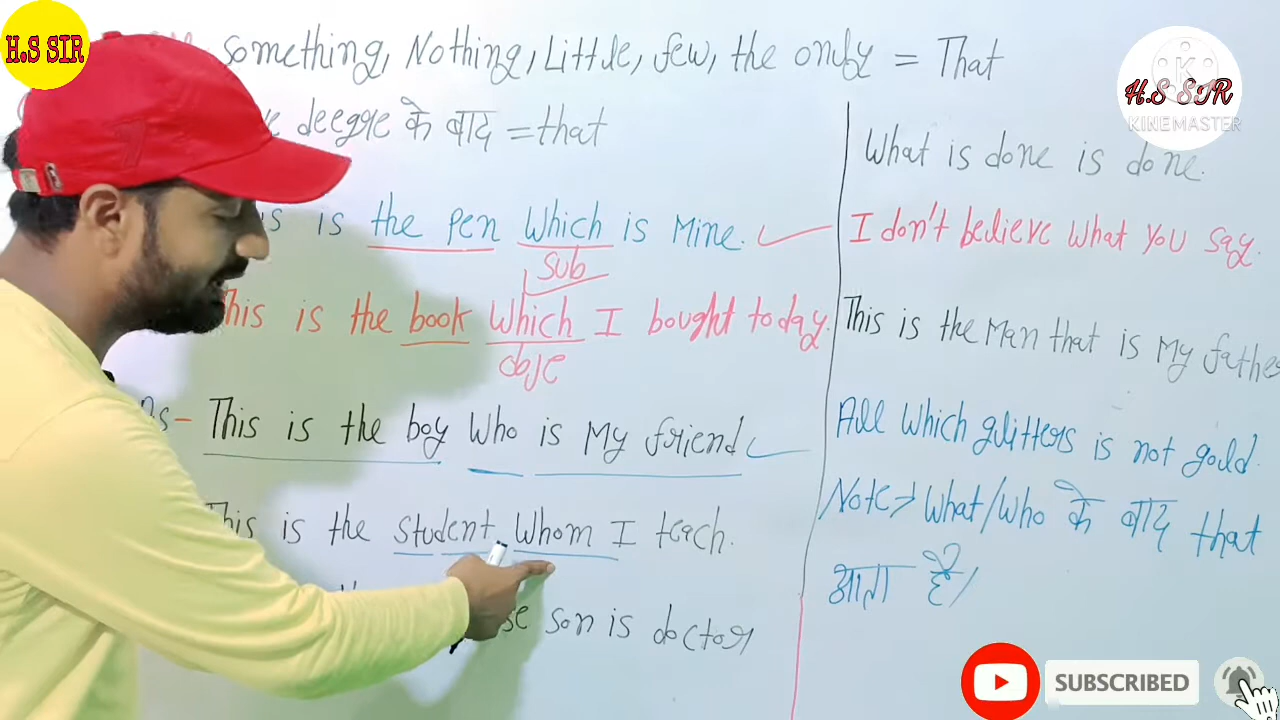 H.S SIR
something, Nothing, Little, few, the only = That
H.S SIR
KINEMASTER
deegre के बाद = that
What is done is done.
is is the Pen Which is Mine.
I don't believe What You say.
sub
This is the book Which I bought today.
This is the Man that is My fathe
obje
This is the boy Who is My friend
All Which glitters is not gould.
Note > What/Who के बाद that
आता है।
This is the student Whom I teach.
se son is doctor
SUBSCRIBED